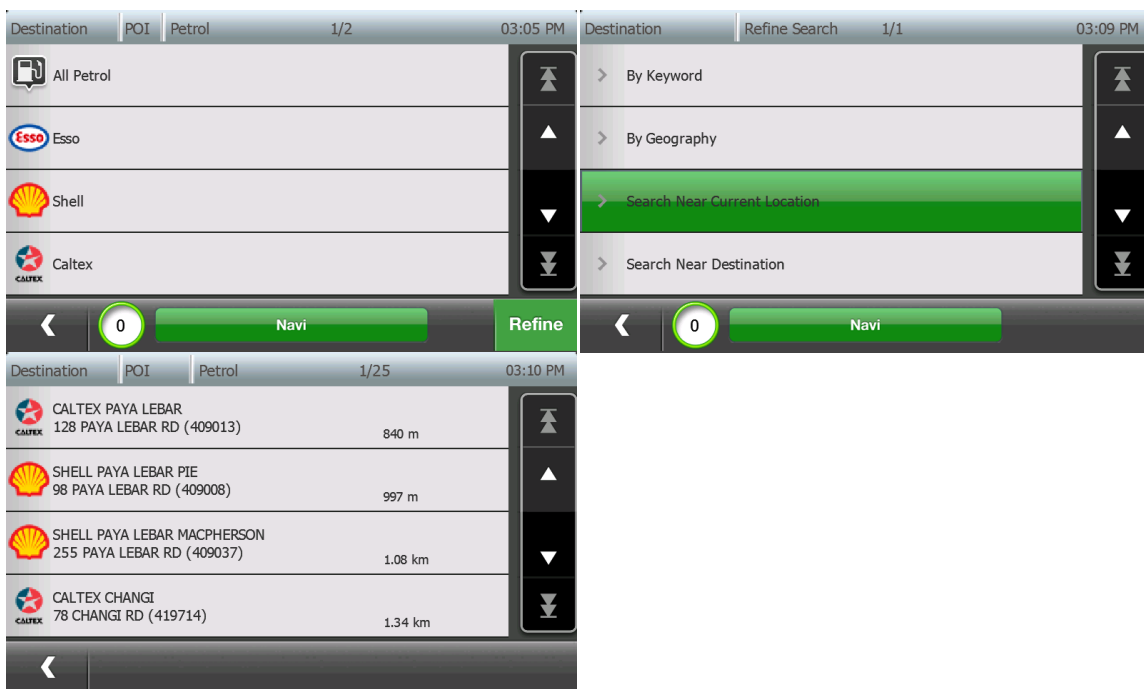 Destination POI Petrol 1/2 03:05 PM
All Petrol
Esso Esso
Shell
CALTEX Caltex
0 Navi Refine
Destination Refine Search 1/1 03:09 PM
By Keyword
By Geography
Search Near Current Location
Search Near Destination
0 Navi
Destination POI Petrol 1/25 03:10 PM
CALTEX PAYA LEBAR
CALTEX 128 PAYA LEBAR RD (409013) 840 m
SHELL PAYA LEBAR PIE
98 PAYA LEBAR RD (409008) 997 m
SHELL PAYA LEBAR MACPHERSON
255 PAYA LEBAR RD (409037) 1.08 km
CALTEX CHANGI
CALTEX 78 CHANGI RD (419714) 1.34 km